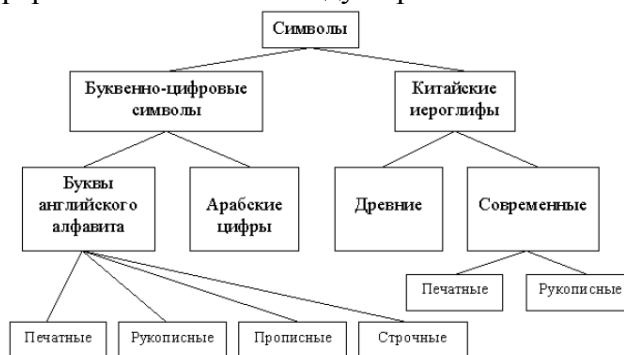 Символы
Буквенно-цифровые
символы
Китайские
иероглифы
Буквы
английского
алфавита
Арабские
цифры
Древние
Современные
Печатные
Рукописные
Печатные
Рукописные
Прописные
Строчные